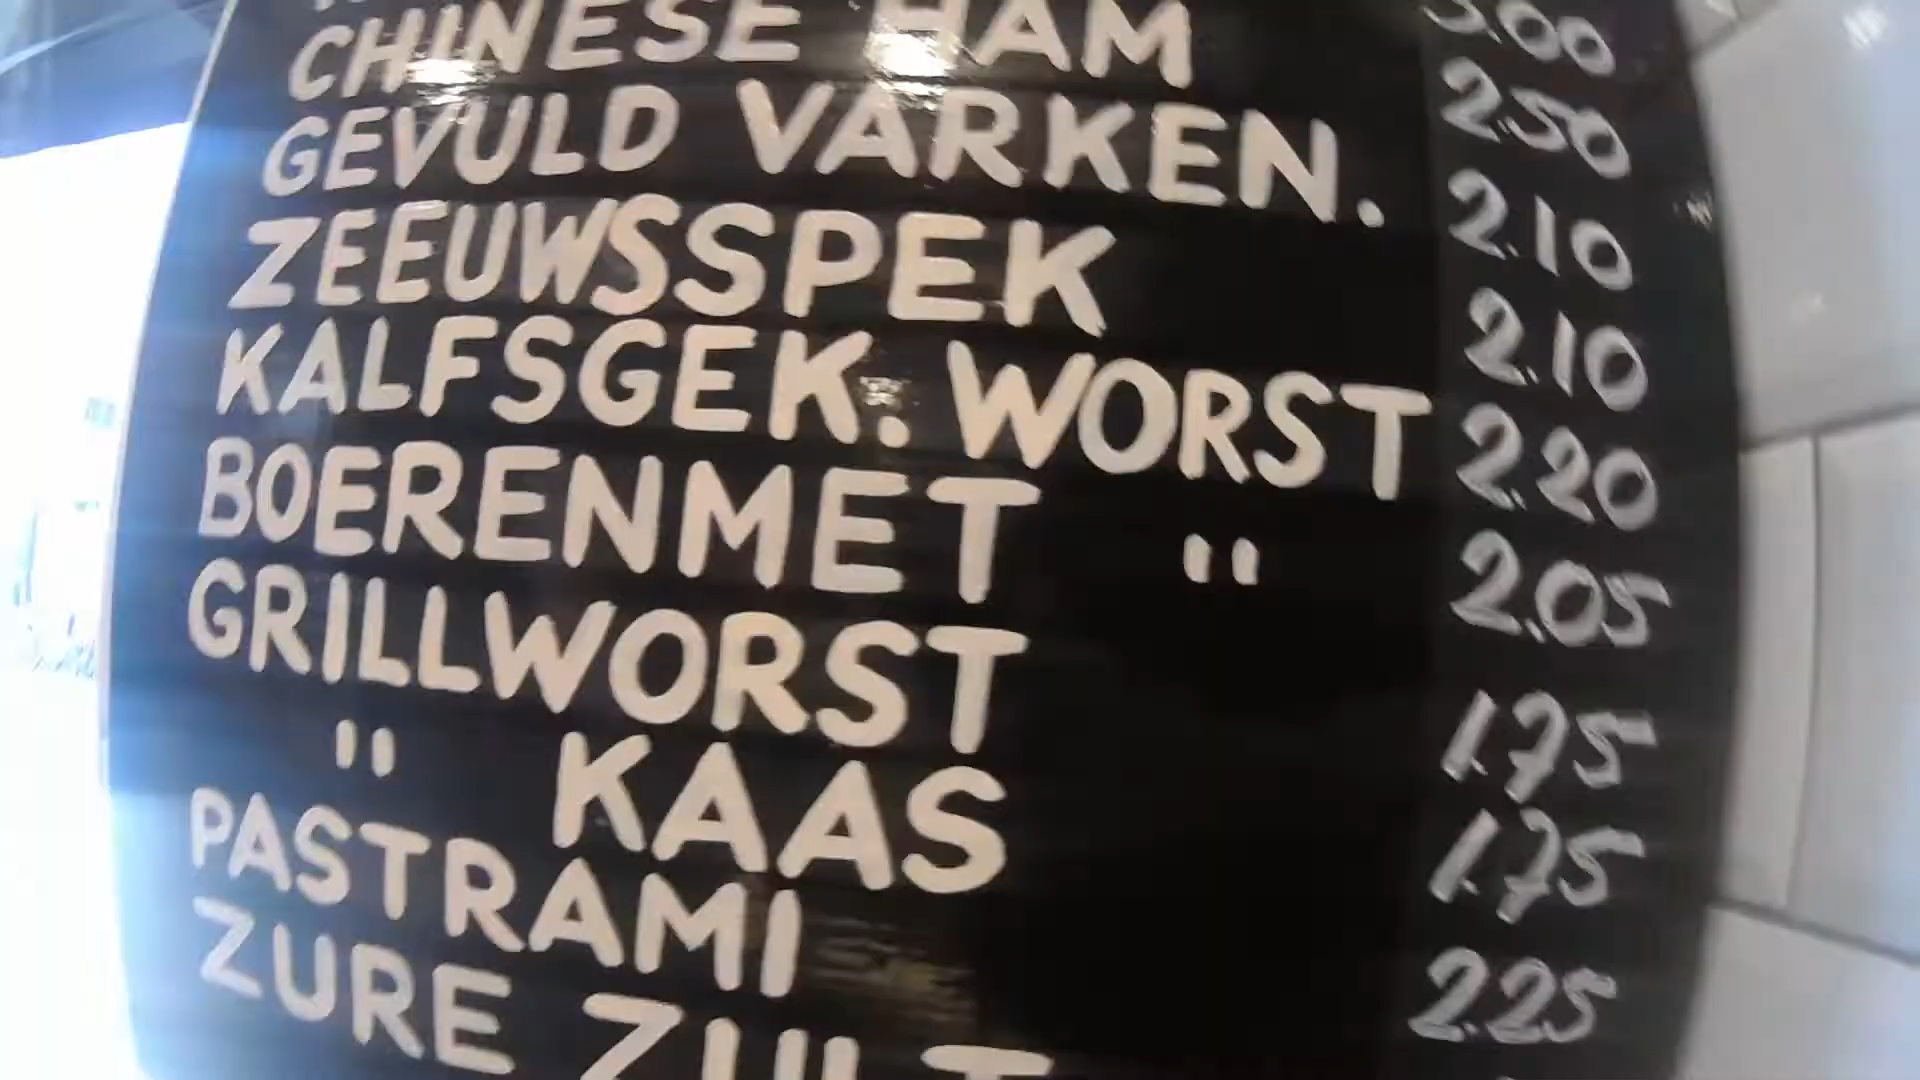 CHINESE HAM 2.50
GEVULD VARKEN. 2.10
ZEEUWSSPEK 2.10
KALFSGEK. WORST 2.20
BOERENMET " 2.05
GRILLWORST 1.75
" KAAS 1.75
PASTRAMI 2.25
ZURE ZULT